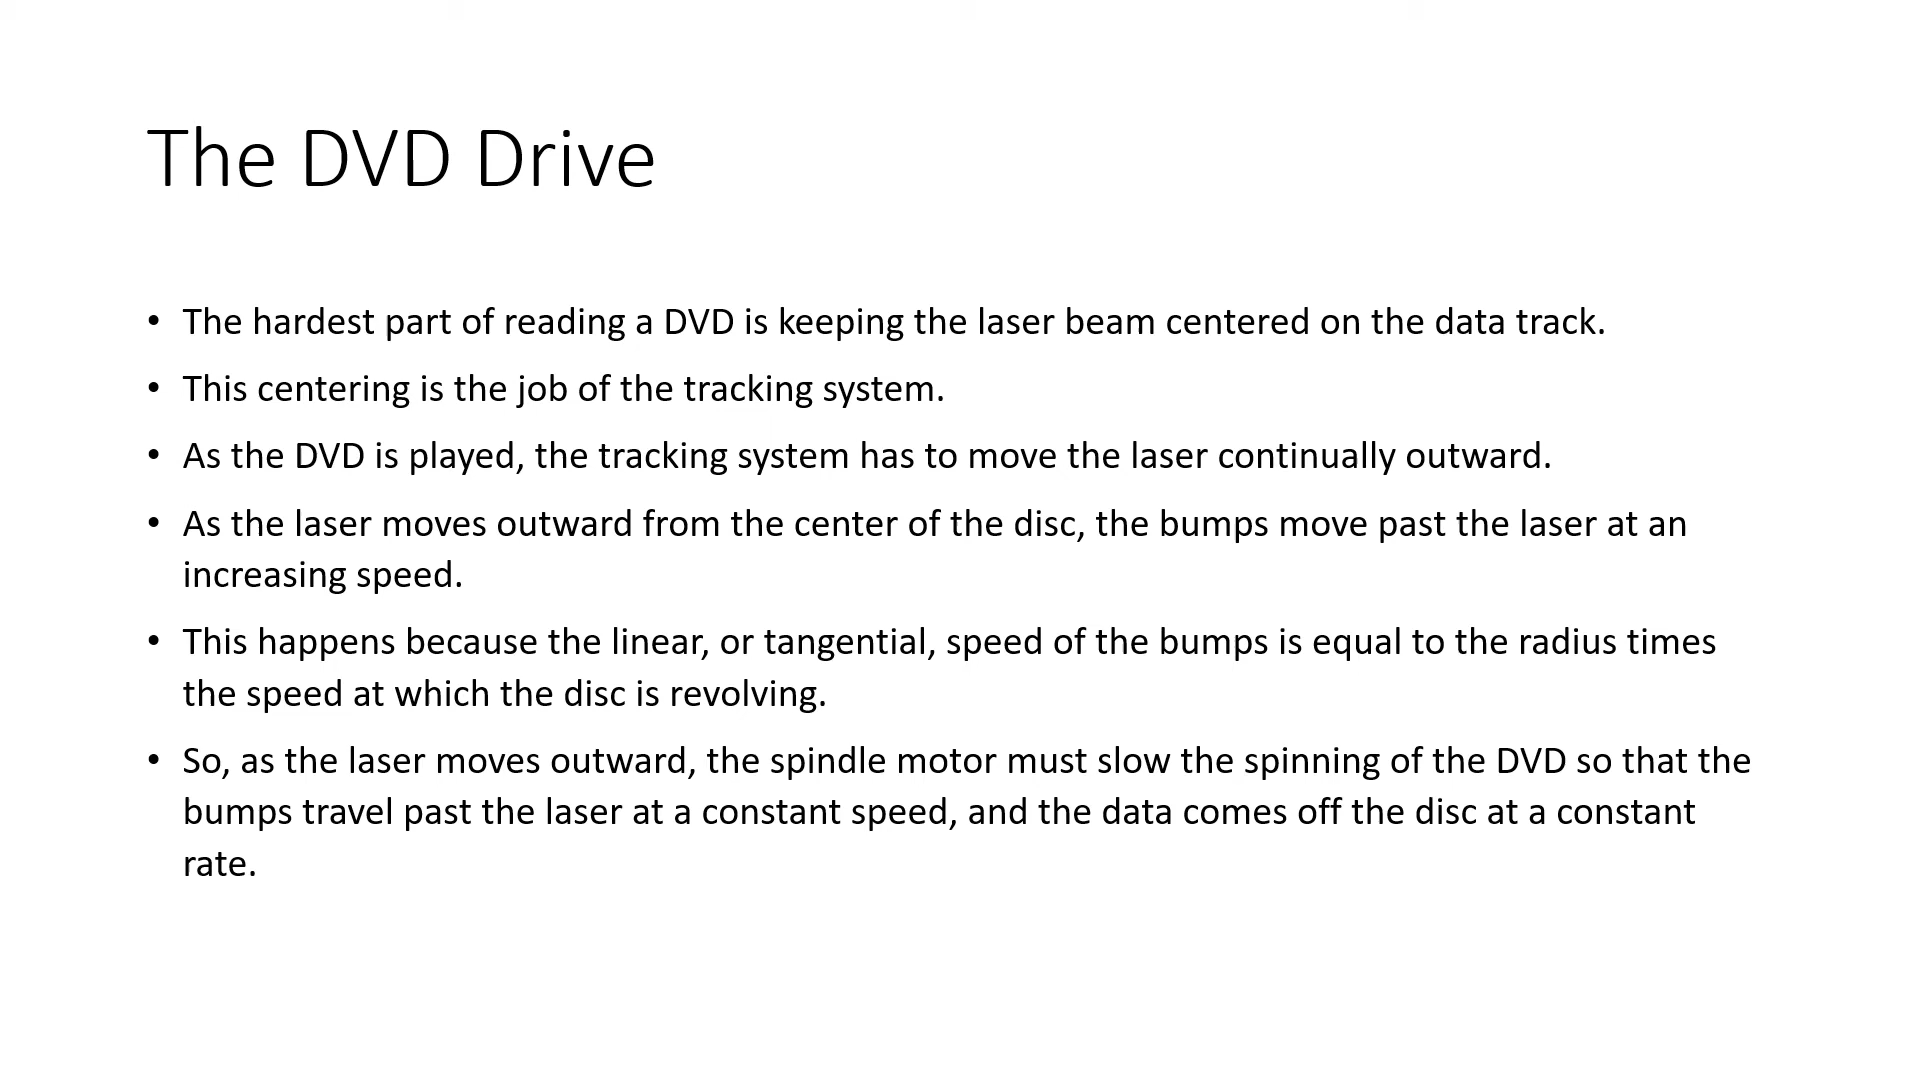 The DVD Drive
• The hardest part of reading a DVD is keeping the laser beam centered on the data track.
• This centering is the job of the tracking system.
• As the DVD is played, the tracking system has to move the laser continually outward.
• As the laser moves outward from the center of the disc, the bumps move past the laser at an
increasing speed.
• This happens because the linear, or tangential, speed of the bumps is equal to the radius times
the speed at which the disc is revolving.
• So, as the laser moves outward, the spindle motor must slow the spinning of the DVD so that the
bumps travel past the laser at a constant speed, and the data comes off the disc at a constant
rate.